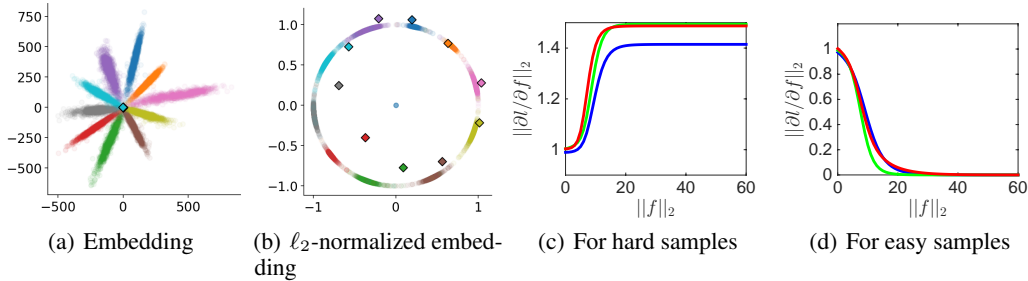 750
500
250
0
−250
−500
−500 0 500
(a) Embedding
1.0
0.5
0.0
−0.5
−1.0
−1 0 1
(b) ℓ2-normalized embed-
ding
||∂l/∂f||2
1.4
1.2
1
0 20 40 60
||f||2
(c) For hard samples
||∂l/∂f||2
1
0.8
0.6
0.4
0.2
0
0 20 40 60
||f||2
(d) For easy samples